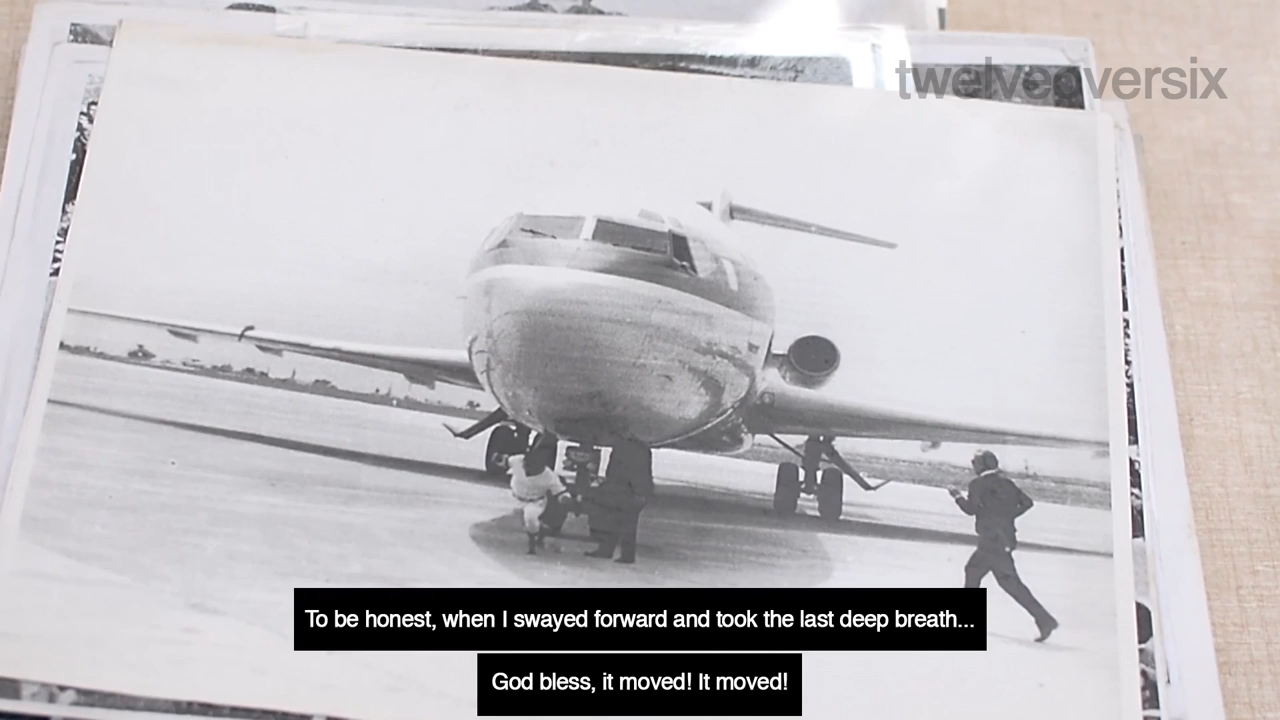 twelveoversix
To be honest, when I swayed forward and took the last deep breath...
God bless, it moved! It moved!